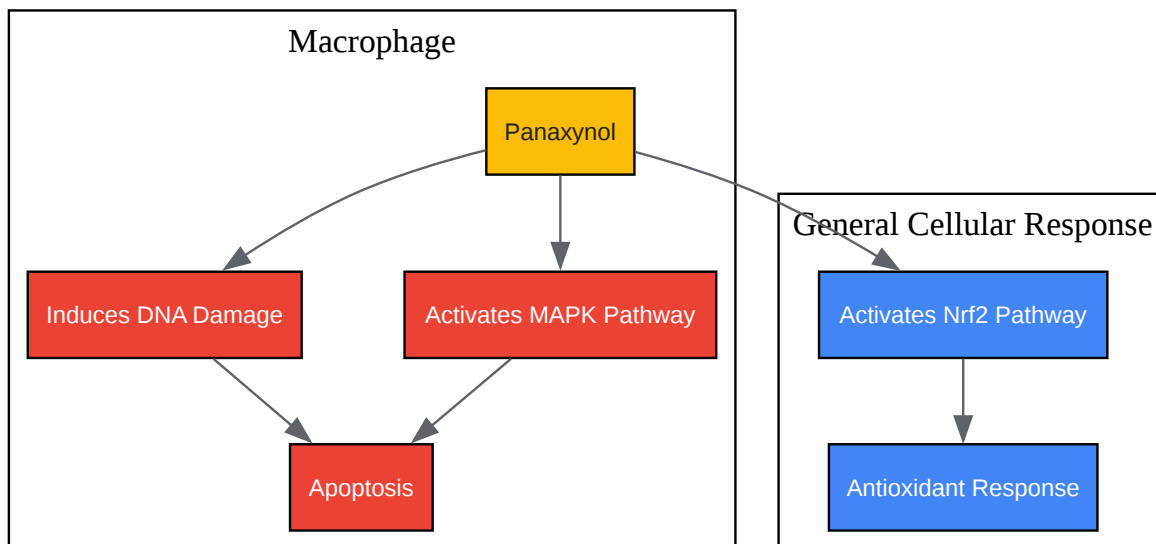 Macrophage
Panaxynol
General Cellular Response
Induces DNA Damage
Activates MAPK Pathway
Activates Nrf2 Pathway
Apoptosis
Antioxidant Response